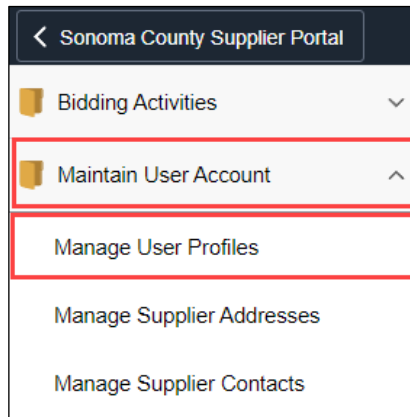 Sonoma County Supplier Portal
Bidding Activities
Maintain User Account
Manage User Profiles
Manage Supplier Addresses
Manage Supplier Contacts